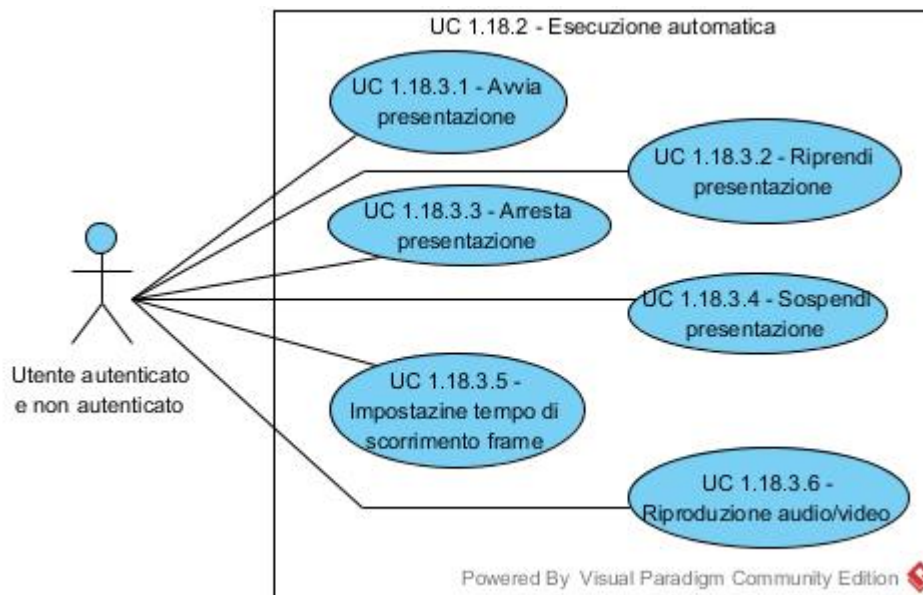 UC 1.18.2 - Esecuzione automatica
UC 1.18.3.1 - Avvia
presentazione
UC 1.18.3.2 - Riprendi
presentazione
UC 1.18.3.3 - Arresta
presentazione
UC 1.18.3.4 - Sospendi
presentazione
Utente autenticato
e non autenticato
UC 1.18.3.5 -
Impostazine tempo di
scorrimento frame
UC 1.18.3.6 -
Riproduzione audio/video
Powered By Visual Paradigm Community Edition